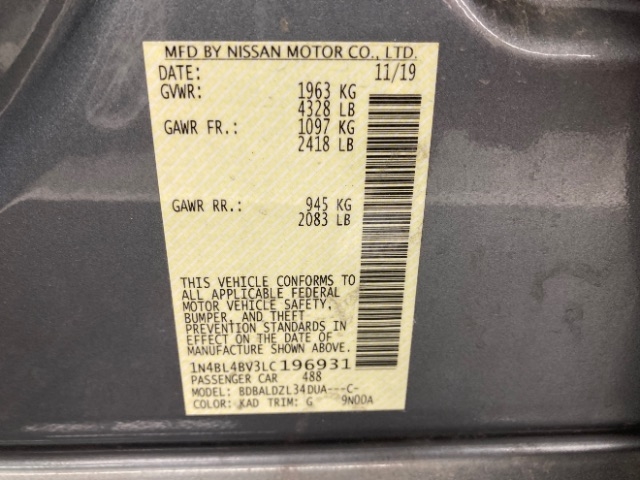 MFD BY NISSAN MOTOR CO., LTD.
DATE: 11/19
GVWR: 1963 KG
4328 LB
GAWR FR.: 1097 KG
2418 LB
GAWR RR.: 945 KG
2083 LB
THIS VEHICLE CONFORMS TO
ALL APPLICABLE FEDERAL
MOTOR VEHICLE SAFETY,
BUMPER, AND THEFT
PREVENTION STANDARDS IN
EFFECT ON THE DATE OF
MANUFACTURE SHOWN ABOVE.
1N4BL4BV3LC196931
PASSENGER CAR 488
MODEL: BDBALDZL34DUA---C-
COLOR: KAD TRIM: G 9N00A